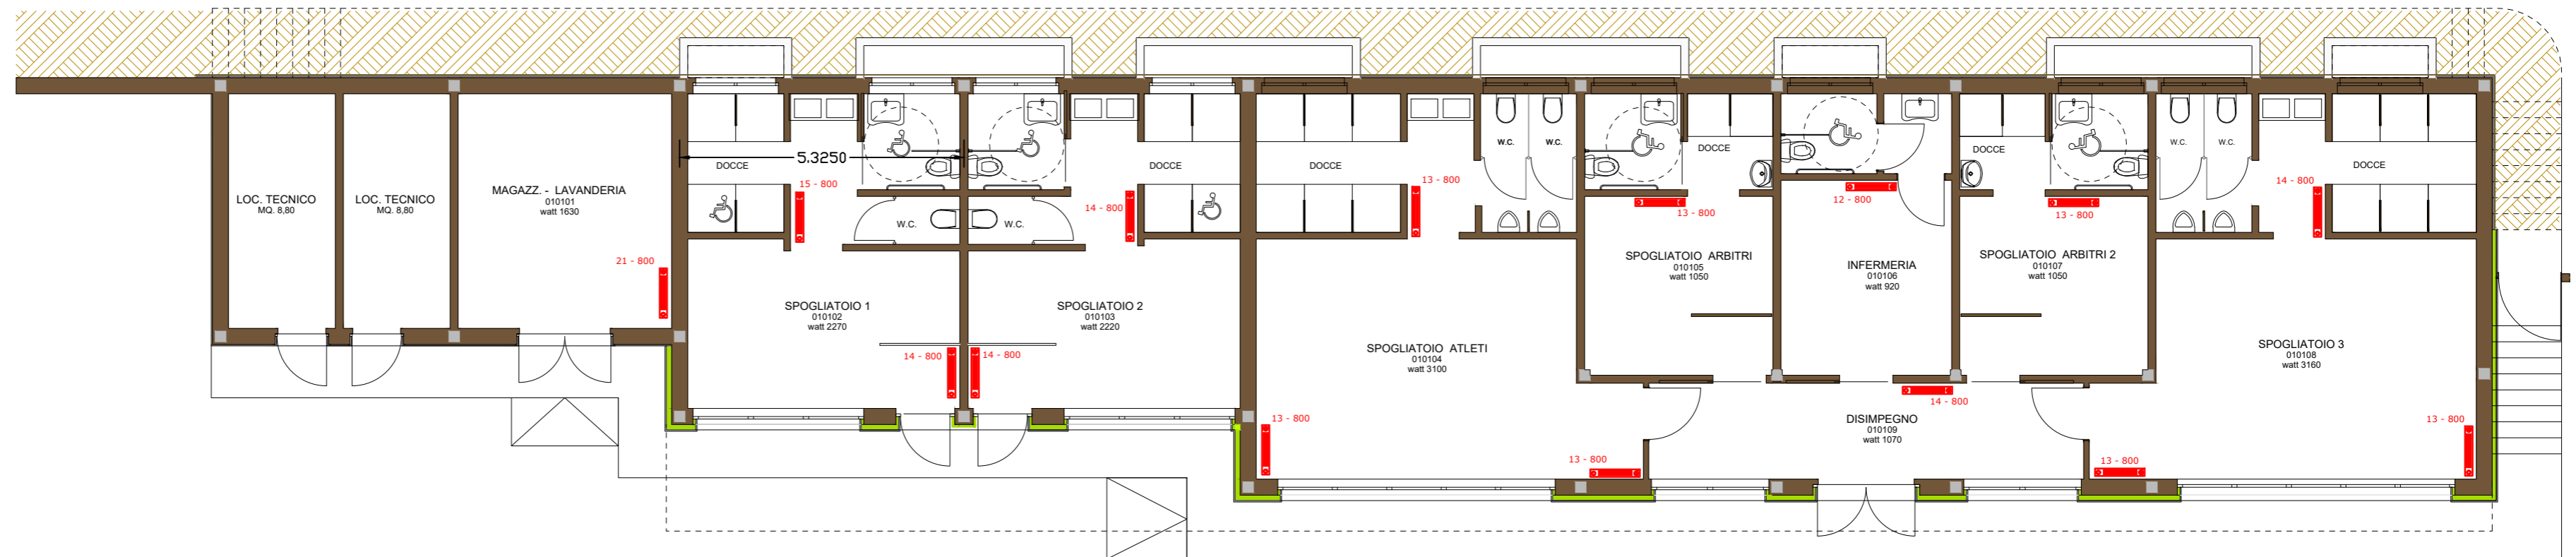 LOC. TECNICO
MQ. 8,80
LOC. TECNICO
MQ. 8,80
MAGAZZ. - LAVANDERIA
010101
watt 1630
21 - 800
DOCCE
5.3250
15 - 800
W.C.
SPOGLIATOIO 1
010102
watt 2270
14 - 800
DOCCE
14 - 800
W.C.
SPOGLIATOIO 2
010103
watt 2220
14 - 800
DOCCE
13 - 800
W.C.
W.C.
SPOGLIATOIO ATLETI
010104
watt 3100
13 - 800
13 - 800
DOCCE
13 - 800
SPOGLIATOIO ARBITRI
010105
watt 1050
12 - 800
INFERMERIA
010106
watt 920
DOCCE
13 - 800
SPOGLIATOIO ARBITRI 2
010107
watt 1050
14 - 800
DISIMPEGNO
010109
watt 1070
W.C.
W.C.
14 - 800
DOCCE
SPOGLIATOIO 3
010108
watt 3160
13 - 800
13 - 800